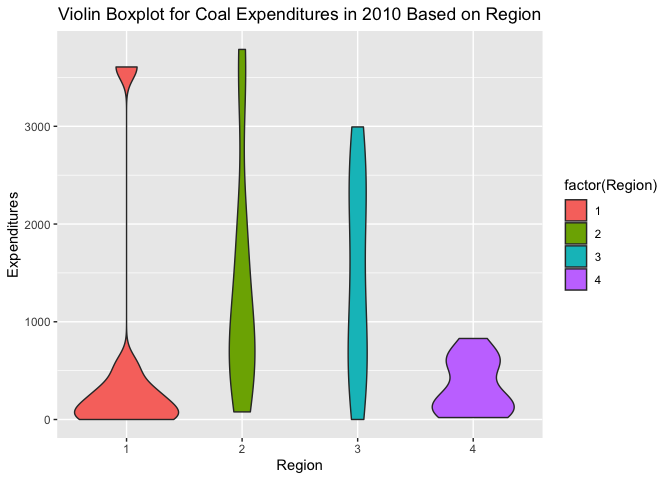 Violin Boxplot for Coal Expenditures in 2010 Based on Region
Expenditures
3000
2000
1000
0
1 2 3 4
Region
factor(Region)
1
2
3
4